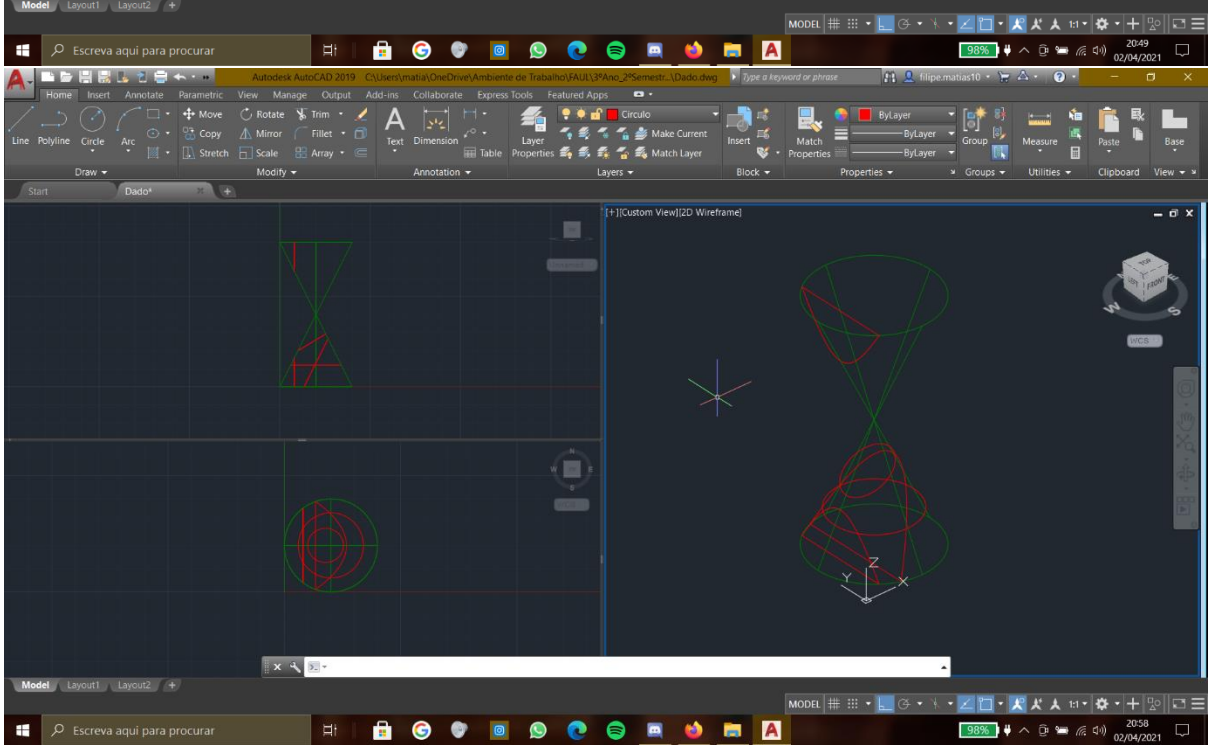 Model Layout1 Layout2 +
MODEL 1:1
Escreva aqui para procurar 98% 20:49
02/04/2021
Autodesk AutoCAD 2019 C:\Users\matia\OneDrive\Ambiente de Trabalho\FAUL\3ºAno_2ºSemestr...\Dado.dwg Type a keyword or phrase filipe.matias10
Home Insert Annotate Parametric View Manage Output Add-ins Collaborate Express Tools Featured Apps
Move Rotate Trim Circulo ByLayer
Copy Mirror Fillet Make Current ByLayer
Line Polyline Circle Arc Stretch Scale Array Text Dimension Table Layer Properties Match Layer Insert Match Properties ByLayer Group Measure Paste Base
Draw Modify Annotation Layers Block Properties Groups Utilities Clipboard View
Start Dado* +
[+][Custom View][2D Wireframe]
TOP
FRONT
W S
WCS
N
W E
S
Z
Y X
Model Layout1 Layout2 +
MODEL 1:1
Escreva aqui para procurar 98% 20:58
02/04/2021